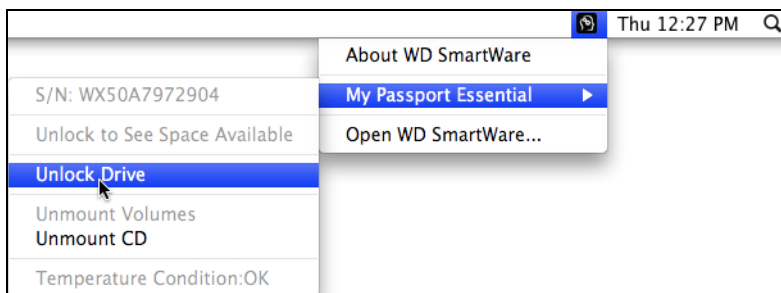 Thu 12:27 PM
About WD SmartWare
My Passport Essential
Open WD SmartWare...
S/N: WX50A7972904
Unlock to See Space Available
Unlock Drive
Unmount Volumes
Unmount CD
Temperature Condition:OK